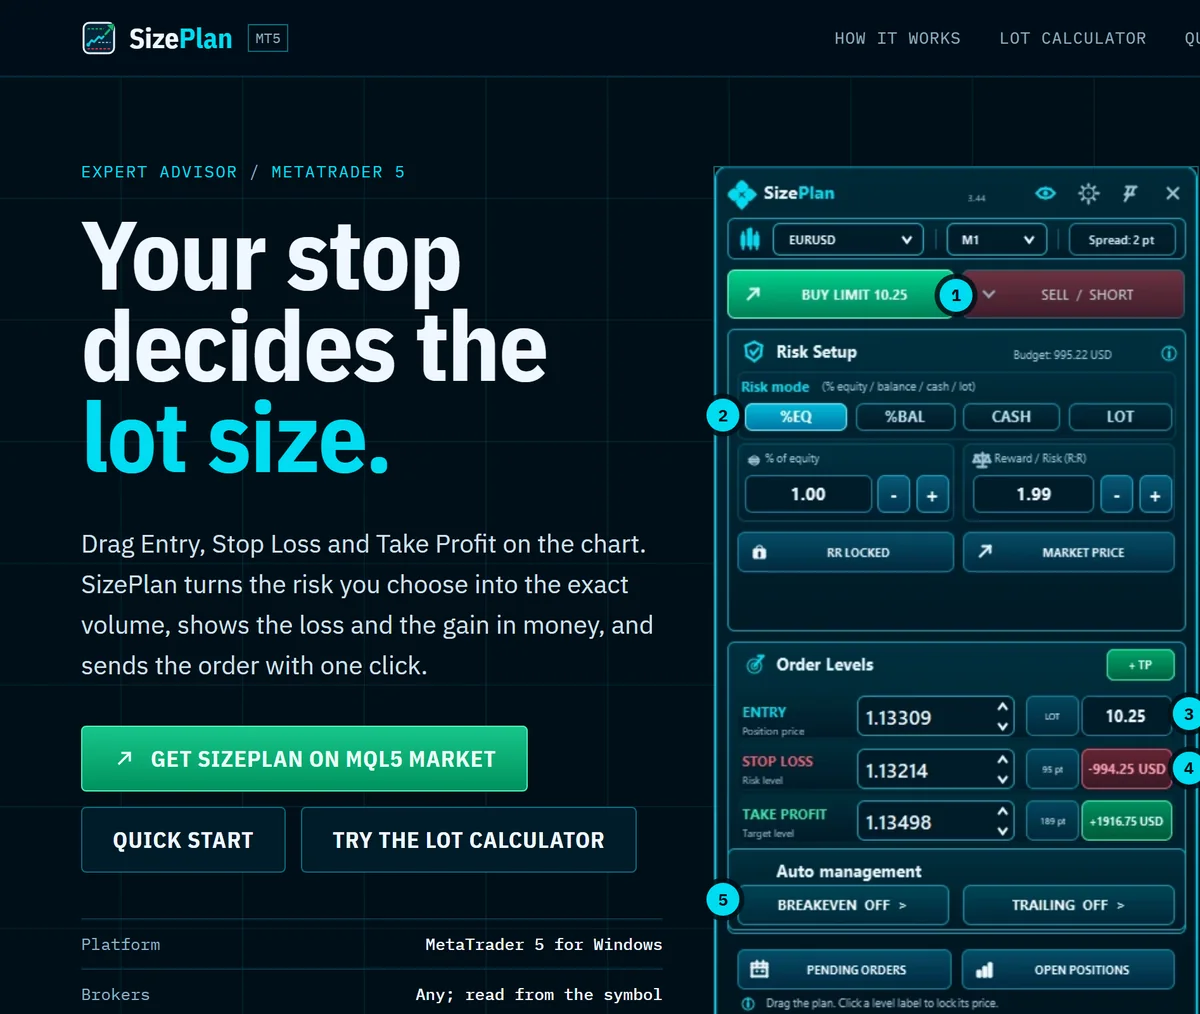 SizePlan MT5
HOW IT WORKS LOT CALCULATOR
EXPERT ADVISOR / METATRADER 5
Your stop
decides the
lot size.
Drag Entry, Stop Loss and Take Profit on the chart.
SizePlan turns the risk you choose into the exact
volume, shows the loss and the gain in money, and
sends the order with one click.
GET SIZEPLAN ON MQL5 MARKET
QUICK START TRY THE LOT CALCULATOR
Platform MetaTrader 5 for Windows
Brokers Any; read from the symbol
SizePlan 3.44
EURUSD M1 Spread: 2 pt
BUY LIMIT 10.25 1 SELL / SHORT
Risk Setup Budget: 995.22 USD
Risk mode (% equity / balance / cash / lot)
2 %EQ %BAL CASH LOT
% of equity Reward / Risk (R:R)
1.00 - + 1.99 - +
RR LOCKED MARKET PRICE
Order Levels + TP
ENTRY 1.13309 LOT 10.25 3
Position price
STOP LOSS 1.13214 95 pt -994.25 USD 4
Risk level
TAKE PROFIT 1.13498 189 pt +1916.75 USD
Target level
Auto management
5 BREAKEVEN OFF > TRAILING OFF >
PENDING ORDERS OPEN POSITIONS
Drag the plan. Click a level label to lock its price.